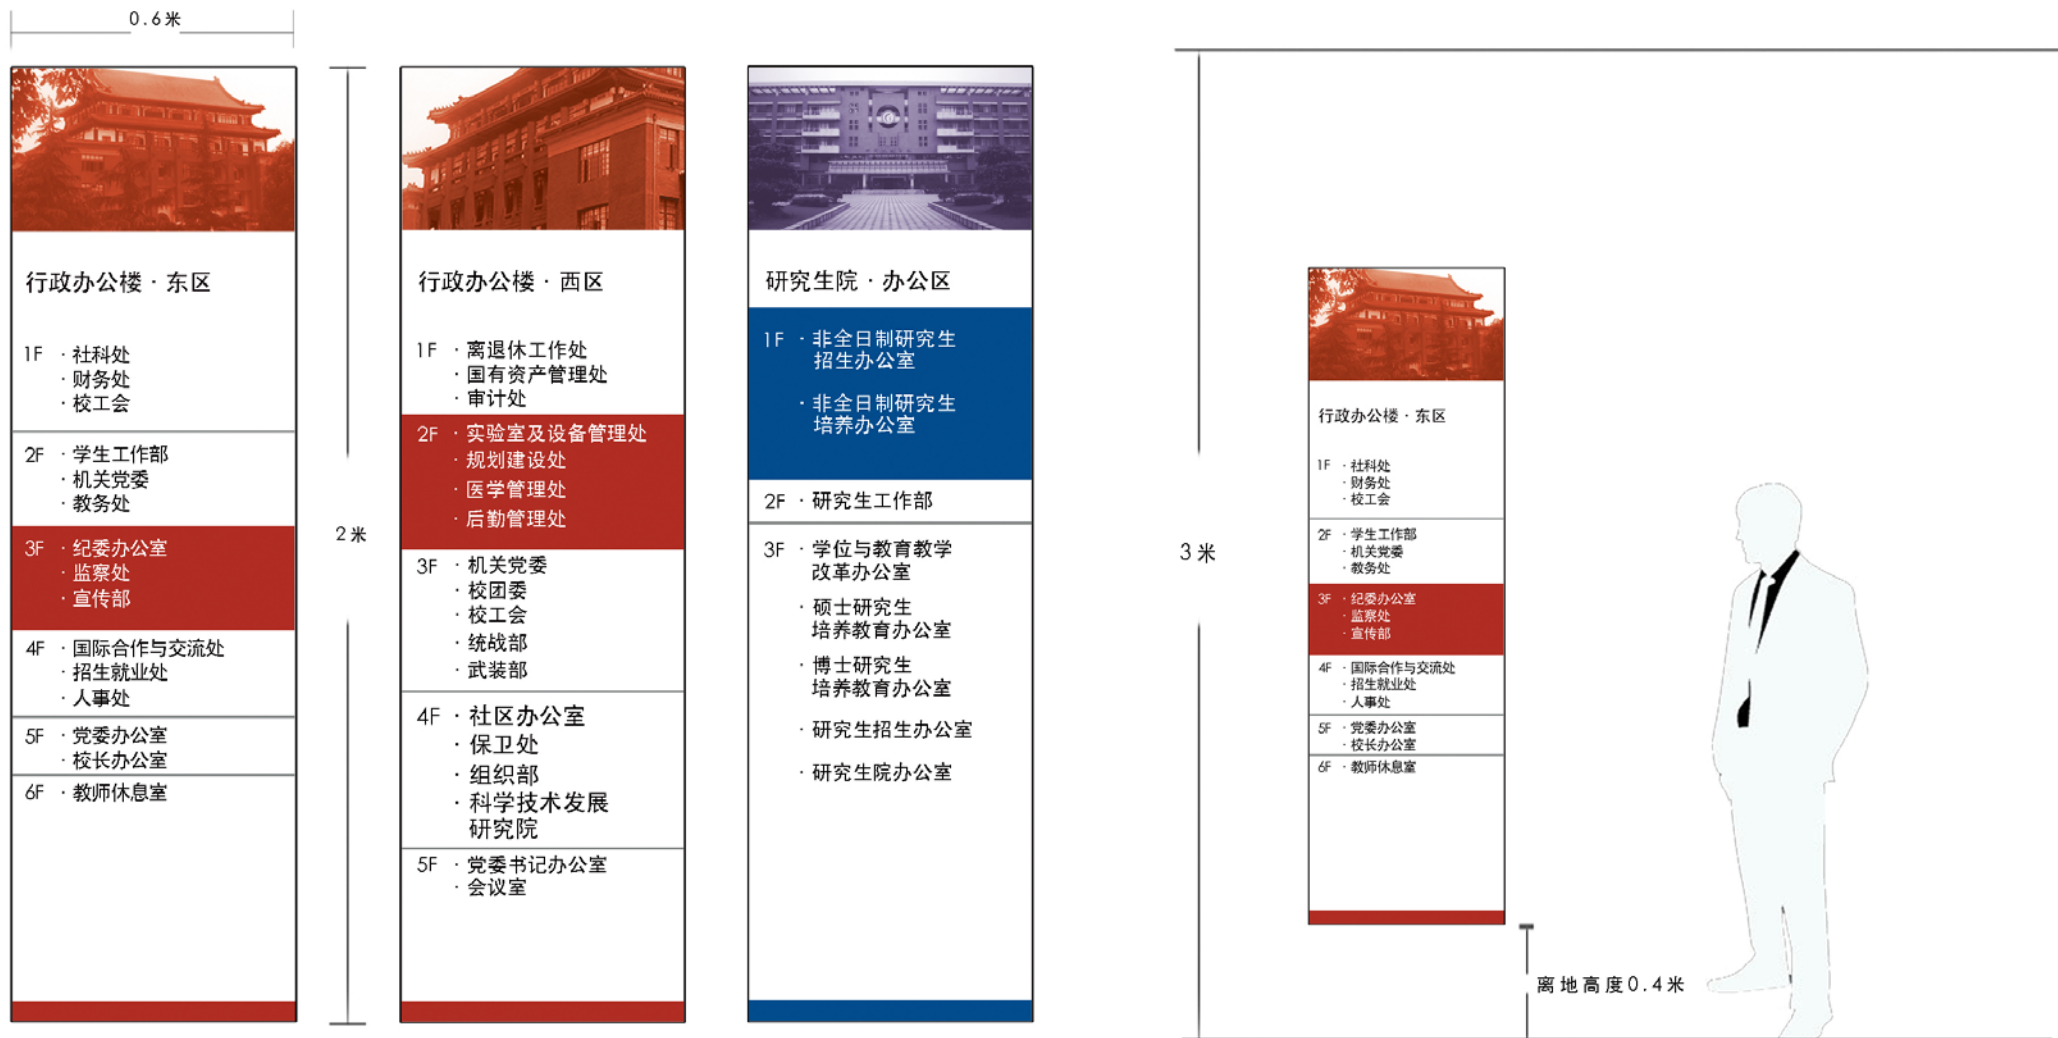 0.6米
行政办公楼·东区
1F ·社科处
·财务处
·校工会
2F ·学生工作部
·机关党委
·教务处
3F ·纪委办公室
·监察处
·宣传部
4F ·国际合作与交流处
·招生就业处
·人事处
5F ·党委办公室
·校长办公室
6F ·教师休息室
2米
行政办公楼·西区
1F ·离退休工作处
·国有资产管理处
·审计处
2F ·实验室及设备管理处
·规划建设处
·医学管理处
·后勤管理处
3F ·机关党委
·校团委
·校工会
·统战部
·武装部
4F ·社区办公室
·保卫处
·组织部
·科学技术发展
研究院
5F ·党委书记办公室
·会议室
研究生院·办公区
1F ·非全日制研究生
招生办公室
·非全日制研究生
培养办公室
2F ·研究生工作部
3F ·学位与教育教学
改革办公室
·硕士研究生
培养教育办公室
·博士研究生
培养教育办公室
·研究生招生办公室
·研究生院办公室
3米
行政办公楼·东区
1F ·社科处
·财务处
·校工会
2F ·学生工作部
·机关党委
·教务处
3F ·纪委办公室
·监察处
·宣传部
4F ·国际合作与交流处
·招生就业处
·人事处
5F ·党委办公室
·校长办公室
6F ·教师休息室
离地高度0.4米